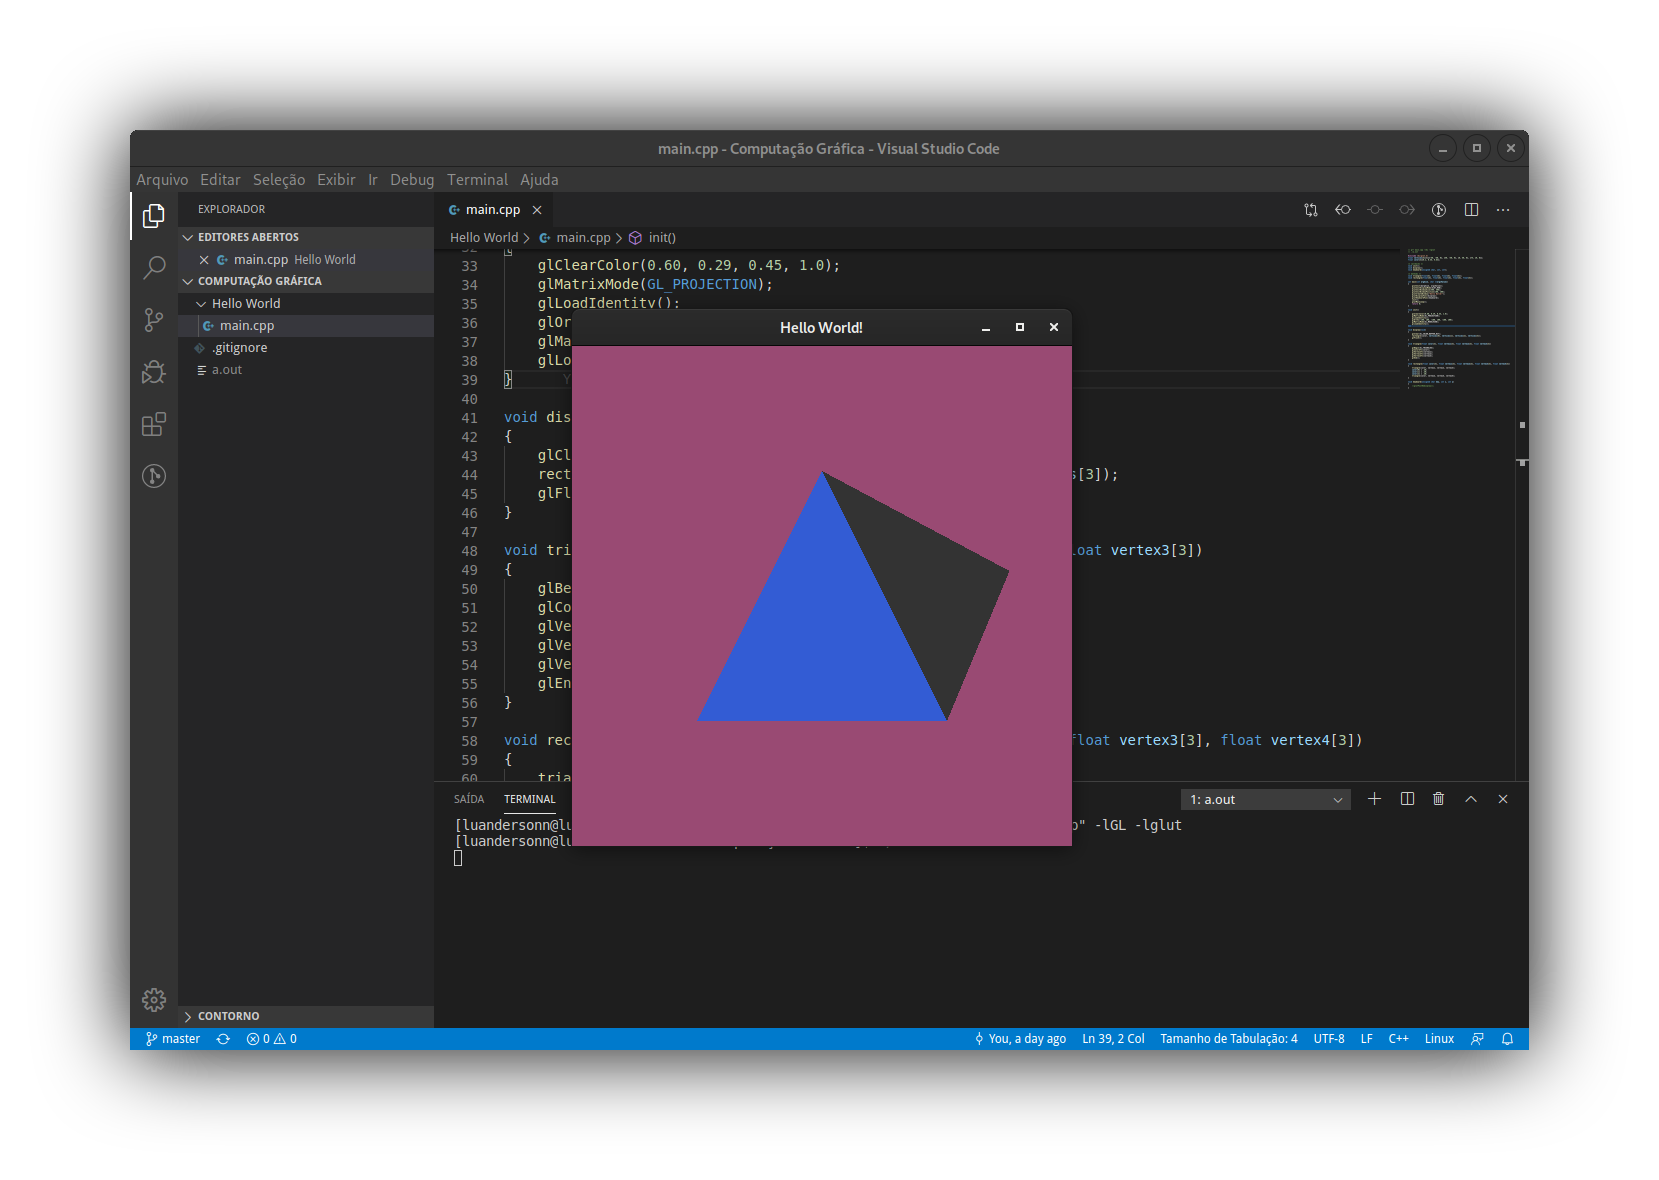 main.cpp - Computação Gráfica - Visual Studio Code
Arquivo Editar Seleção Exibir Ir Debug Terminal Ajuda
EXPLORADOR
EDITORES ABERTOS
main.cpp Hello World
COMPUTAÇÃO GRÁFICA
Hello World
main.cpp
.gitignore
a.out
CONTORNO
main.cpp
Hello World > main.cpp > init()
32 {
33 glClearColor(0.60, 0.29, 0.45, 1.0);
34 glMatrixMode(GL_PROJECTION);
35 glLoadIdentity();
36 glOr
37 glMa
38 glLo
39 } Y
40
41 void dis
42 {
43 glCl
44 rect s[3]);
45 glFl
46 }
47
48 void tri loat vertex3[3])
49 {
50 glBe
51 glCo
52 glVe
53 glVe
54 glVe
55 glEn
56 }
57
58 void rec float vertex3[3], float vertex4[3])
59 {
60 tria
Hello World!
SAÍDA TERMINAL 1: a.out
[luandersonn@lu p" -lGL -lglut
[luandersonn@lu
master 0 0 You, a day ago Ln 39, 2 Col Tamanho de Tabulação: 4 UTF-8 LF C++ Linux